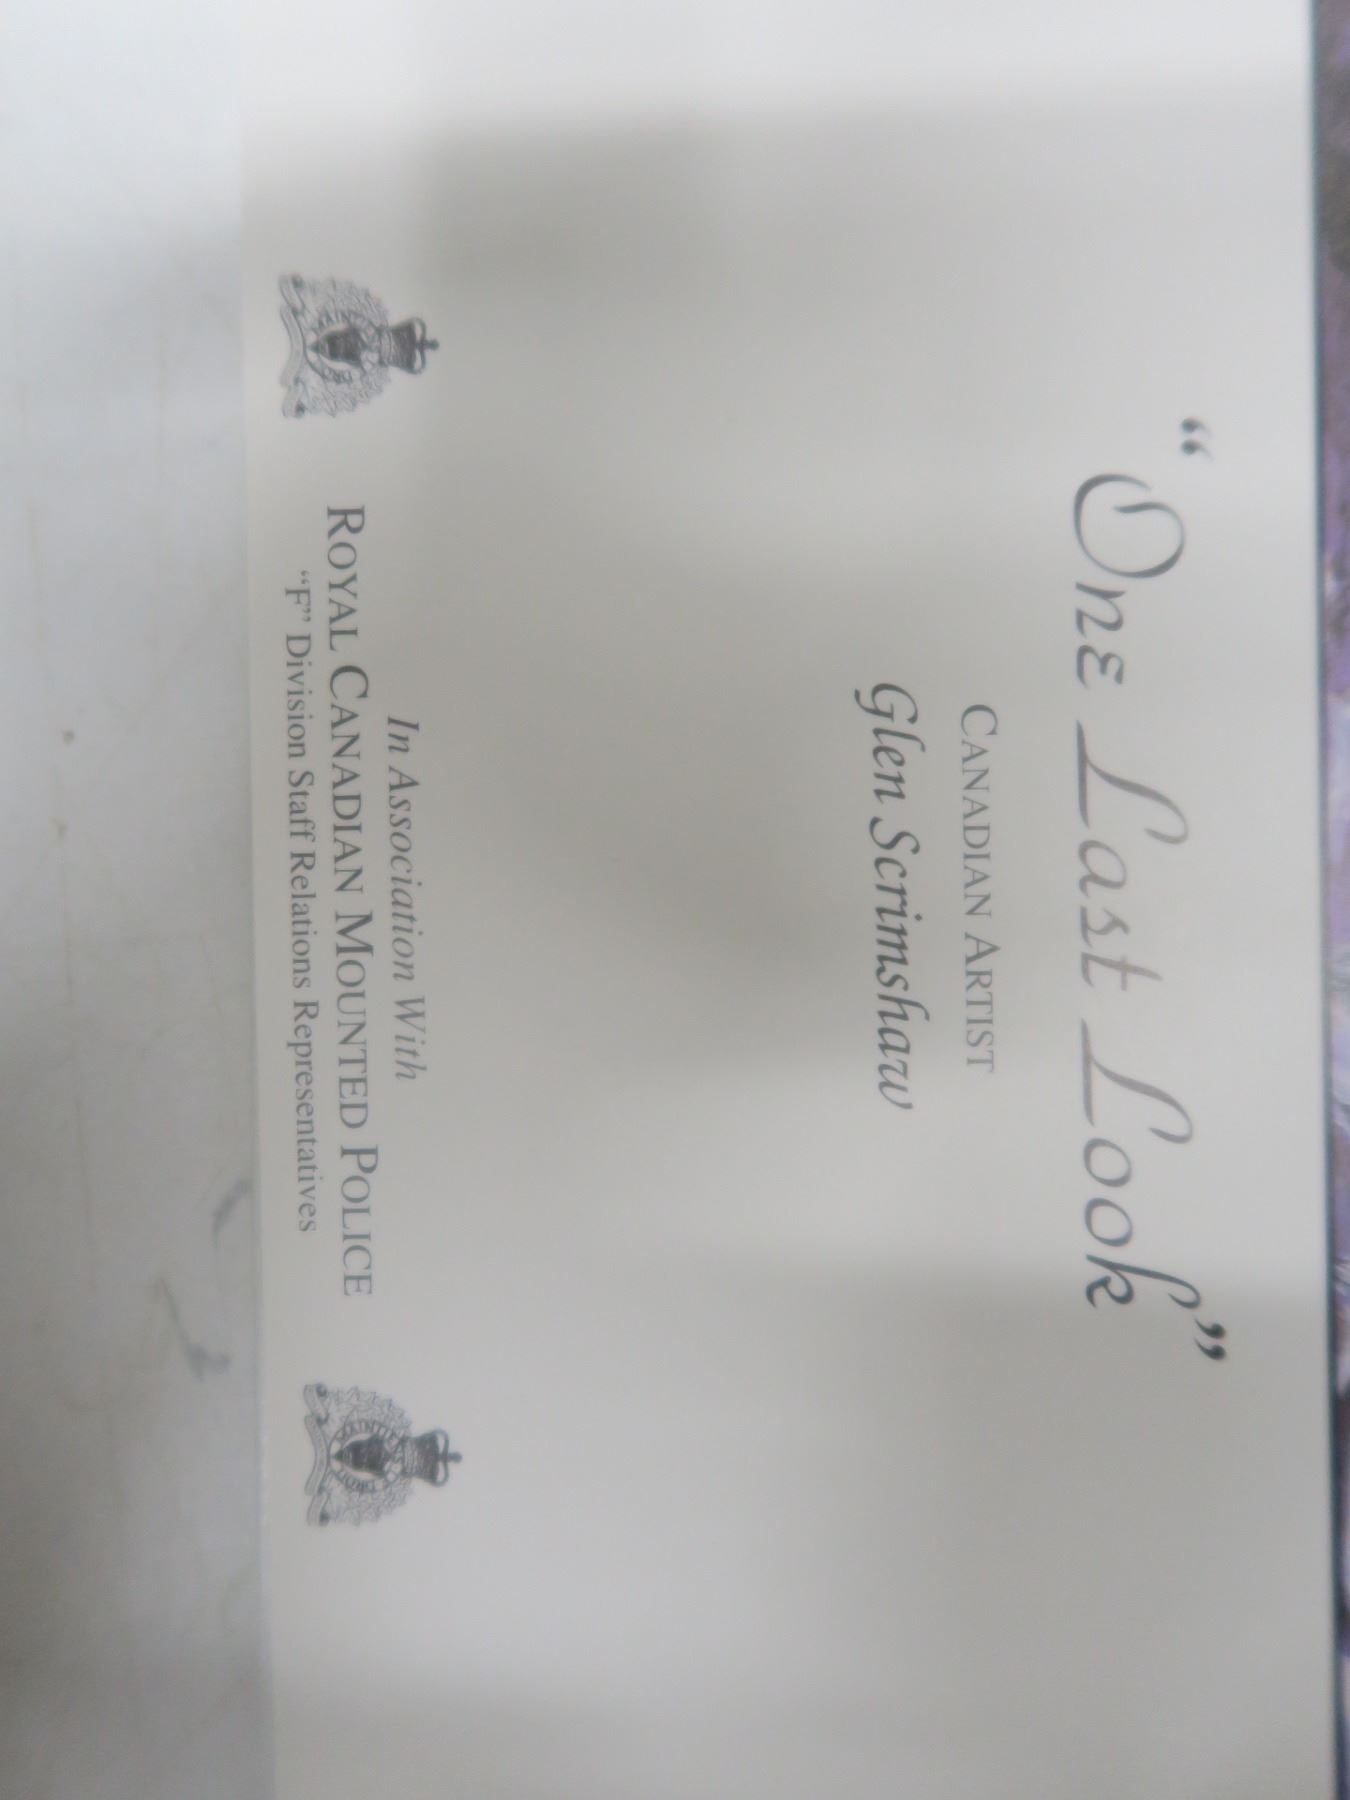 “One Last Look”
CANADIAN ARTIST
Glen Scrimshaw
In Association With
ROYAL CANADIAN MOUNTED POLICE
“F” Division Staff Relations Representatives